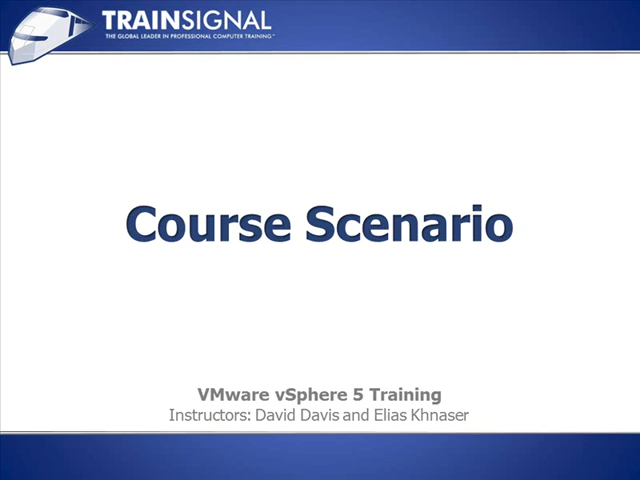 TRAINSIGNAL
THE GLOBAL LEADER IN PROFESSIONAL COMPUTER TRAINING™
Course Scenario
VMware vSphere 5 Training
Instructors: David Davis and Elias Khnaser